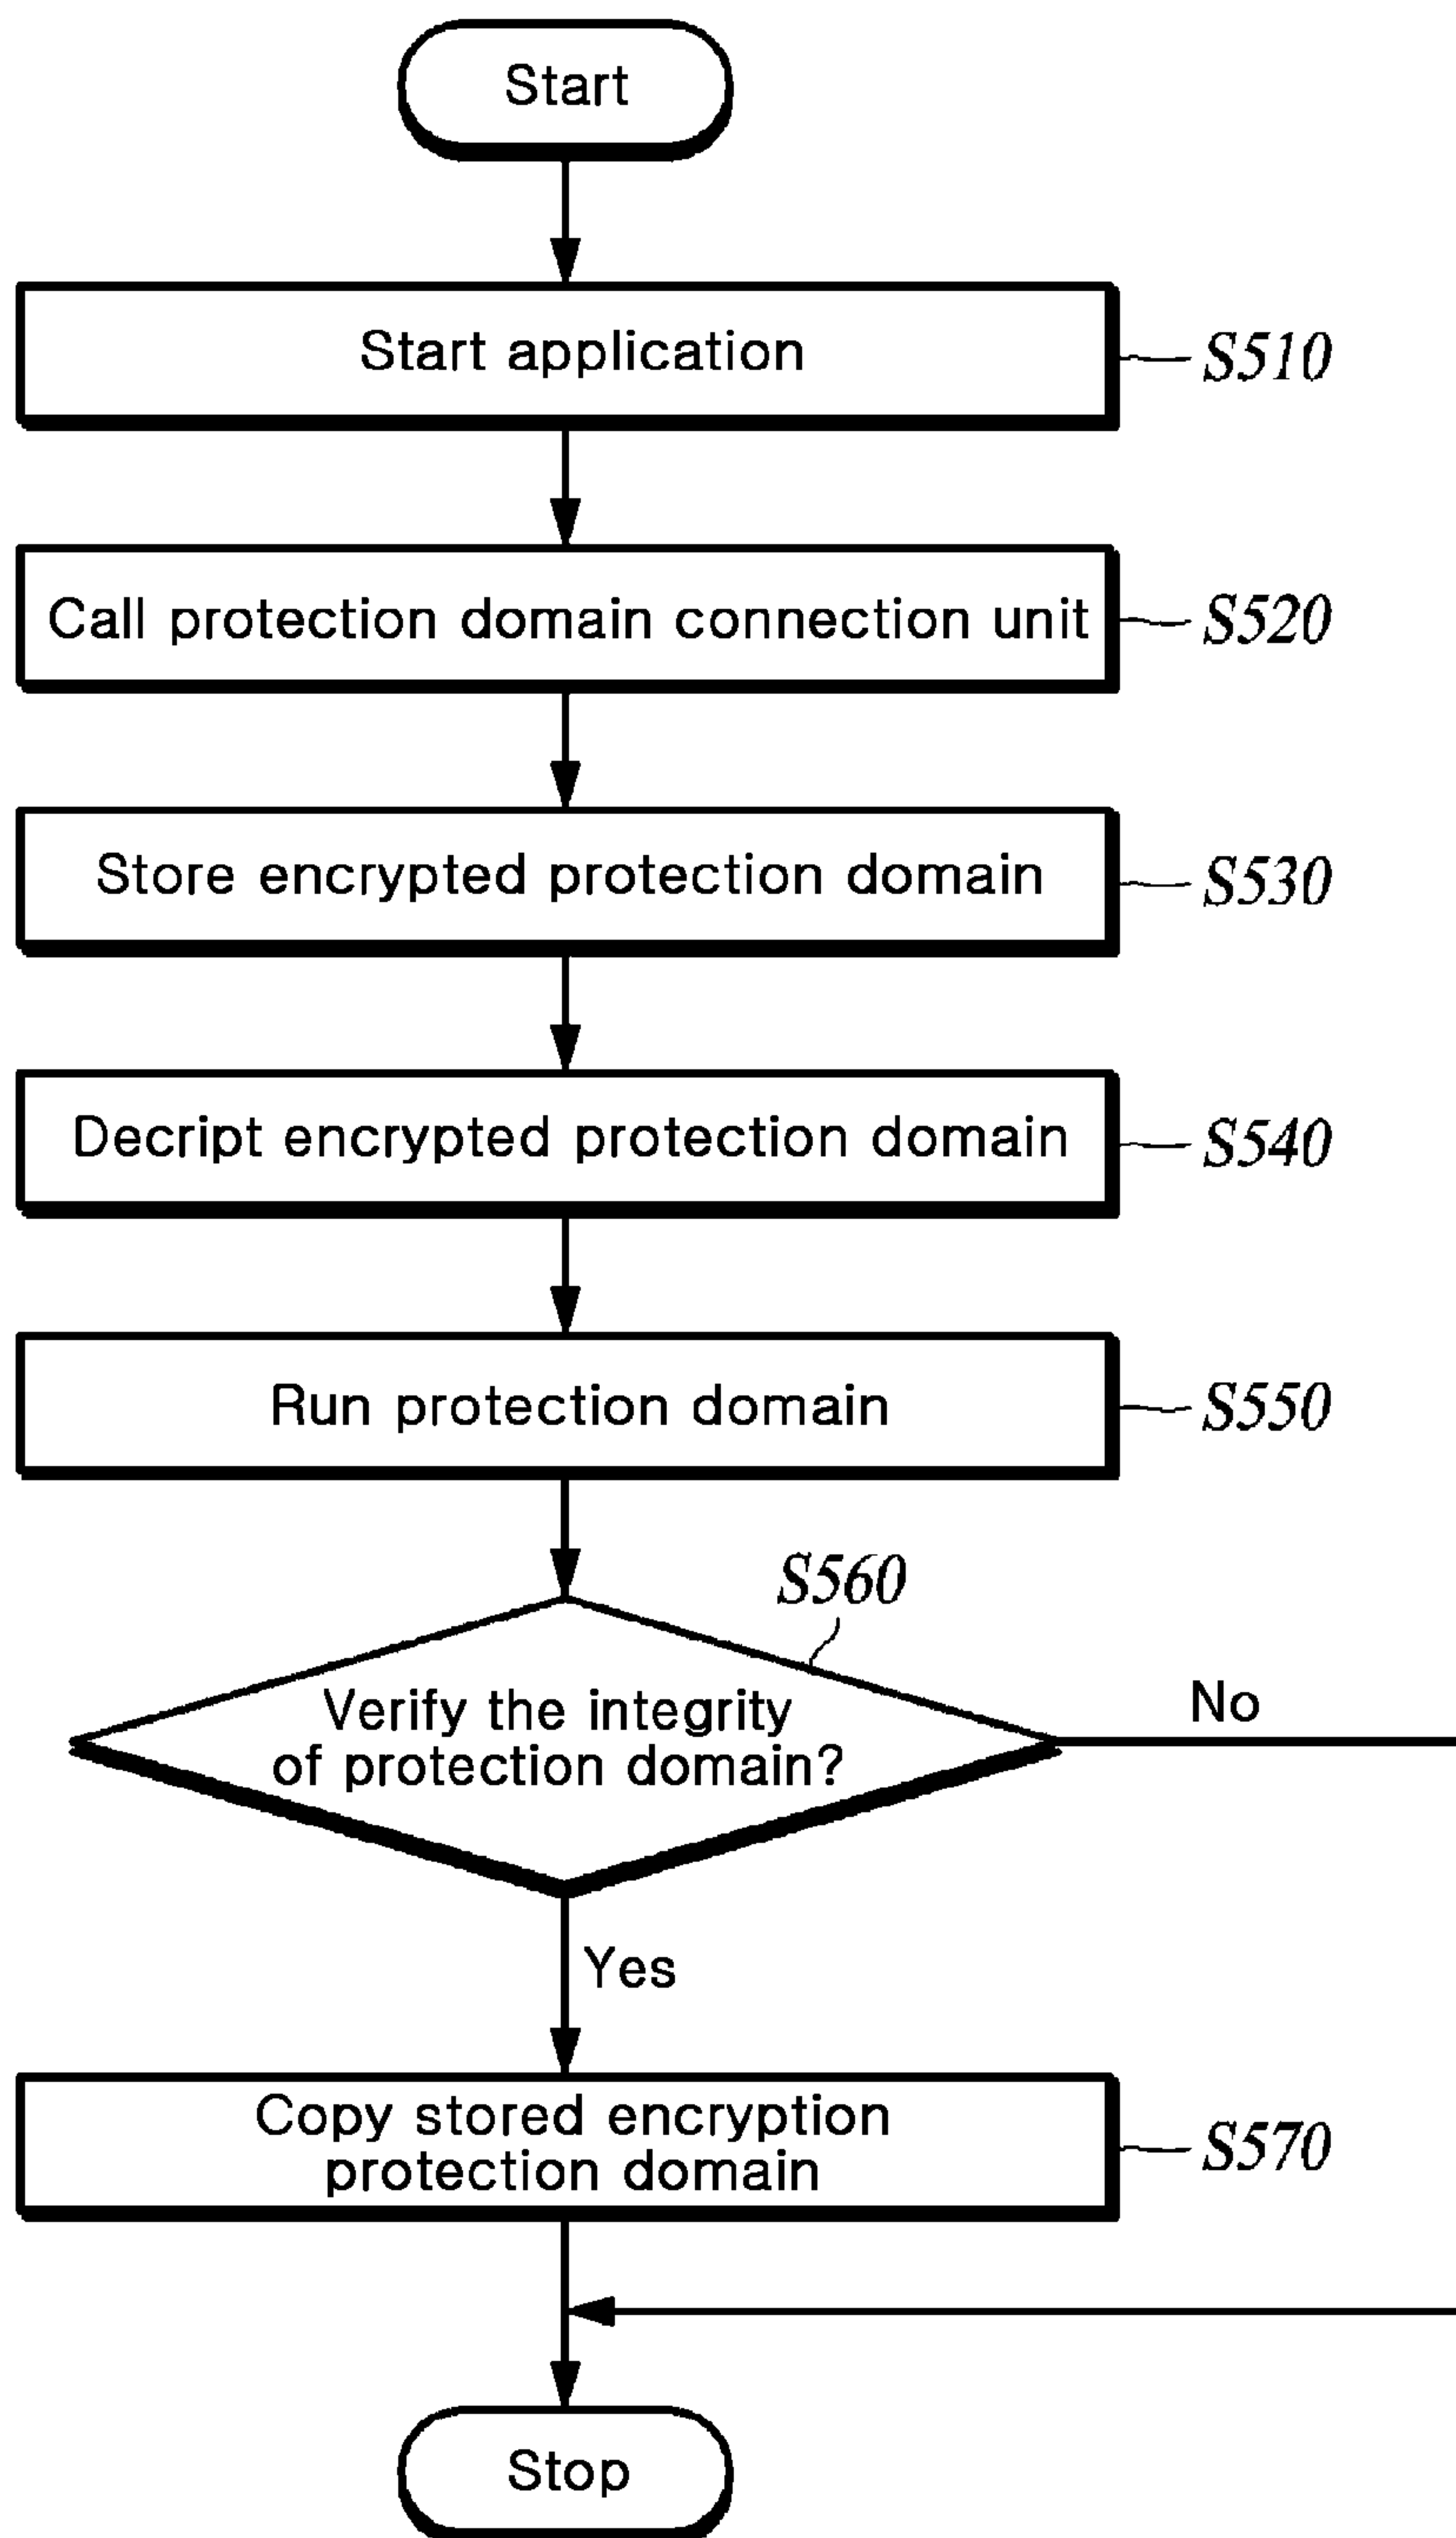 Start
Start application
S510
Call protection domain connection unit
S520
Store encrypted protection domain
S530
Decript encrypted protection domain
S540
Run protection domain
S550
S560
Verify the integrity
of protection domain?
No
Yes
Copy stored encryption
protection domain
S570
Stop